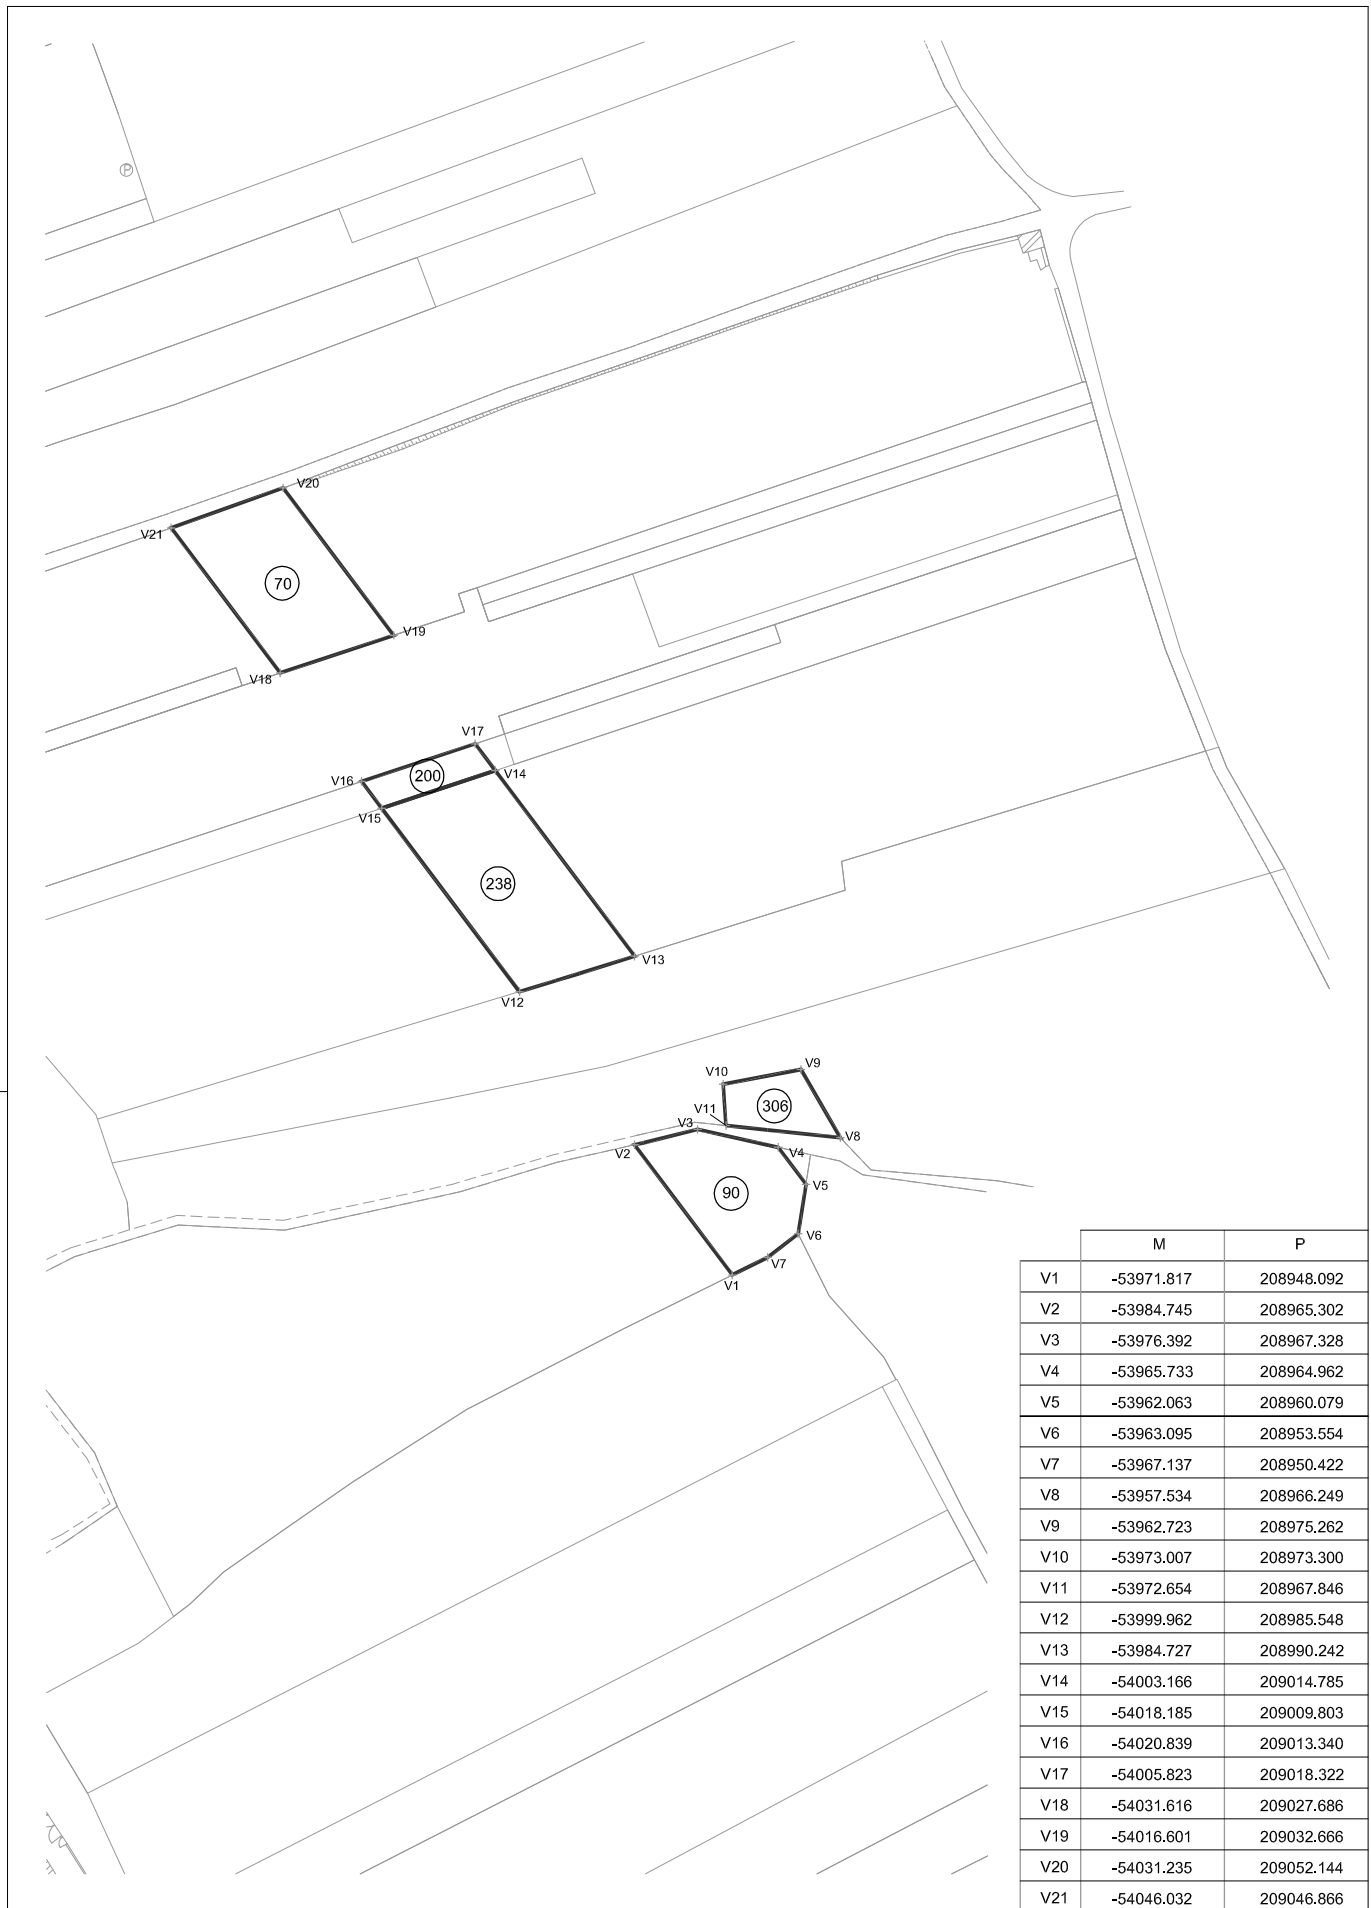 P
V20
V21
70
V19
V18
V17
V16
200
V14
V15
238
V13
V12
V9
V10
306
V11
V3
V8
V2
V4
90
V5
V6
V7
V1
M P
V1 -53971.817 208948.092
V2 -53984.745 208965.302
V3 -53976.392 208967.328
V4 -53965.733 208964.962
V5 -53962.063 208960.079
V6 -53963.095 208953.554
V7 -53967.137 208950.422
V8 -53957.534 208966.249
V9 -53962.723 208975.262
V10 -53973.007 208973.300
V11 -53972.654 208967.846
V12 -53999.962 208985.548
V13 -53984.727 208990.242
V14 -54003.166 209014.785
V15 -54018.185 209009.803
V16 -54020.839 209013.340
V17 -54005.823 209018.322
V18 -54031.616 209027.686
V19 -54016.601 209032.666
V20 -54031.235 209052.144
V21 -54046.032 209046.866